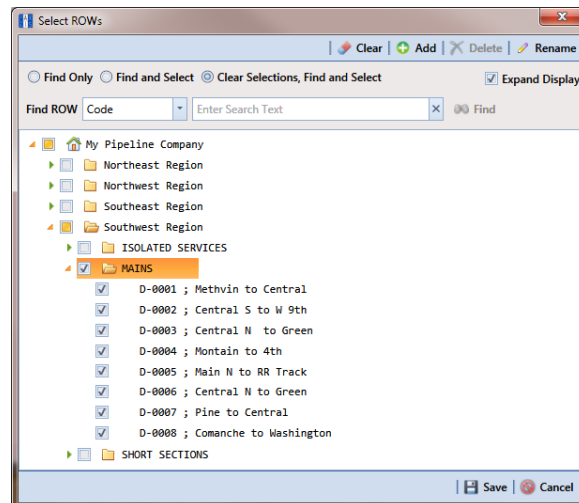 Select ROWs
Clear Add Delete Rename
Find Only Find and Select Clear Selections, Find and Select Expand Display
Find ROW Code Enter Search Text Find
My Pipeline Company
Northeast Region
Northwest Region
Southeast Region
Southwest Region
ISOLATED SERVICES
MAINS
D-0001 ; Methvin to Central
D-0002 ; Central S to W 9th
D-0003 ; Central N  to Green
D-0004 ; Montain to 4th
D-0005 ; Main N to RR Track
D-0006 ; Central N to Green
D-0007 ; Pine to Central
D-0008 ; Comanche to Washington
SHORT SECTIONS
Save Cancel